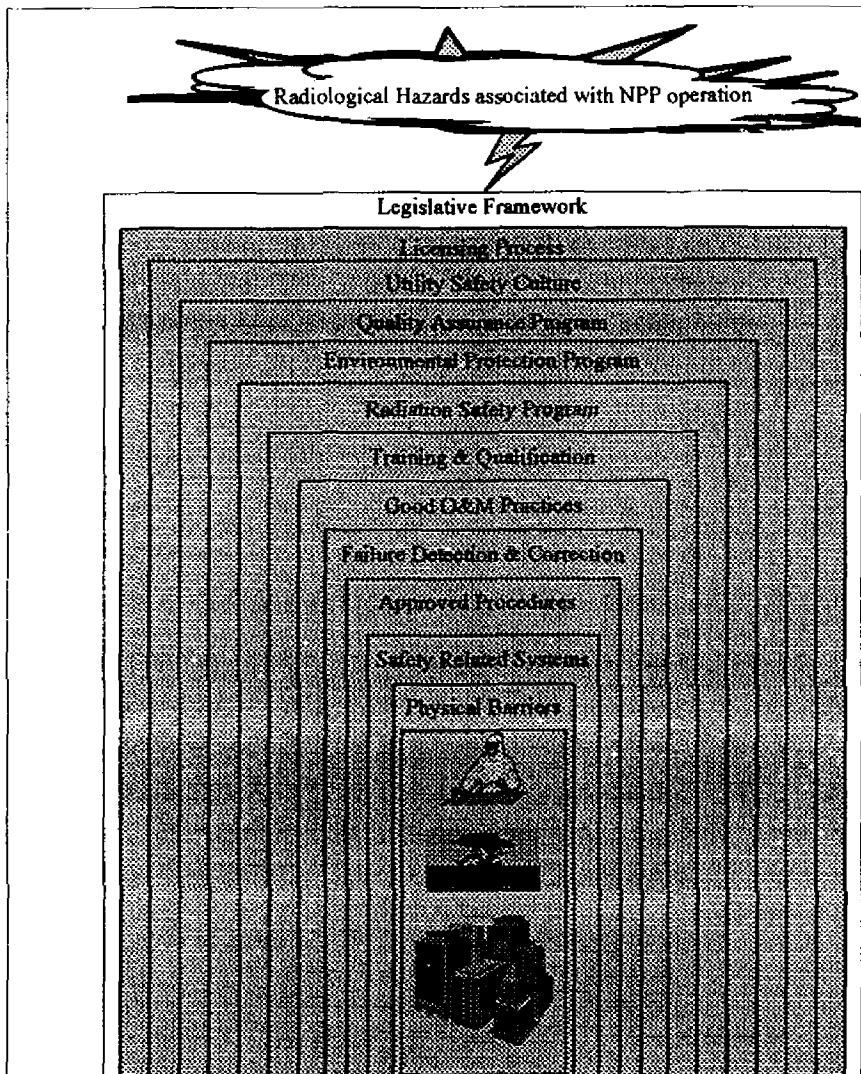 Radiological Hazards associated with NPP operation
Legislative Framework
Licensing Process
Utility Safety Culture
Quality Assurance Program
Environmental Protection Program
Radiation Safety Program
Training & Qualification
Good O&M Practices
Failure Detection & Correction
Approved Procedures
Safety Related Systems
Physical Barriers